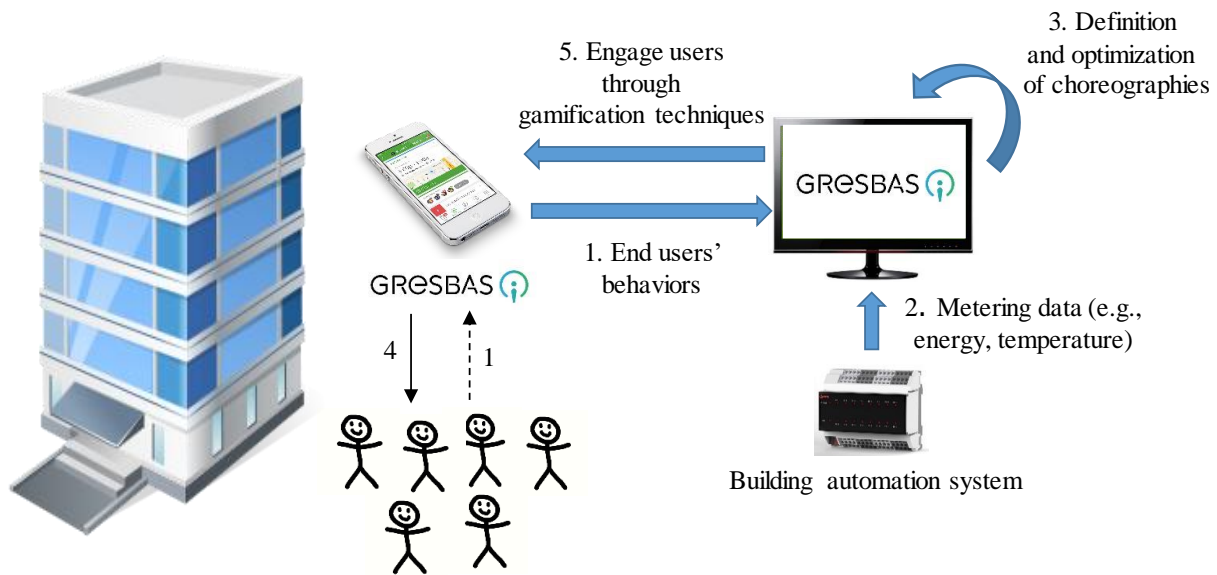 3. Definition
and optimization
of choreographies
5. Engage users
through
gamification techniques
GReSBAS
1. End users’
behaviors
GReSBAS
2. Metering data (e.g.,
energy, temperature)
4
1
Building automation system